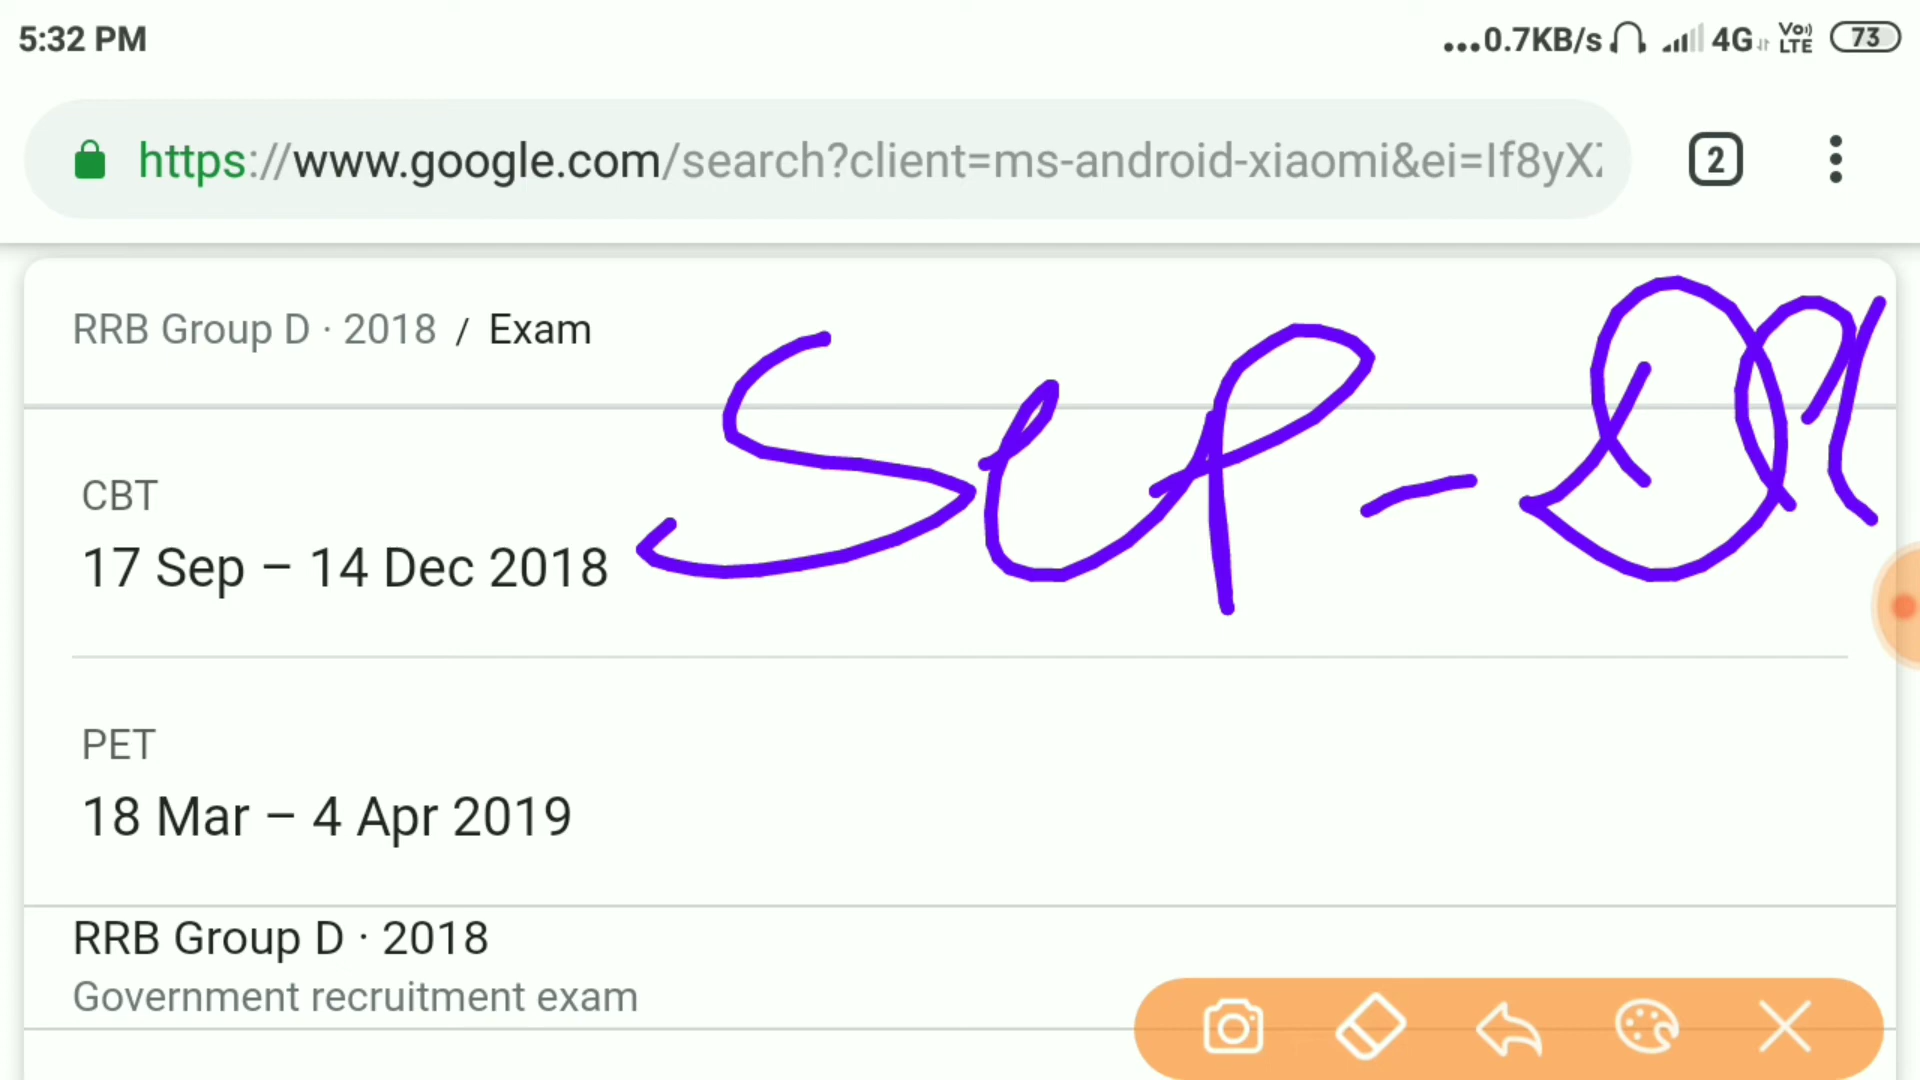 5:32 PM
...0.7KB/s 4G VoLTE 73
https://www.google.com/search?client=ms-android-xiaomi&ei=If8yX
2
RRB Group D · 2018 / Exam
SeP -
CBT
17 Sep – 14 Dec 2018
PET
18 Mar – 4 Apr 2019
RRB Group D · 2018
Government recruitment exam